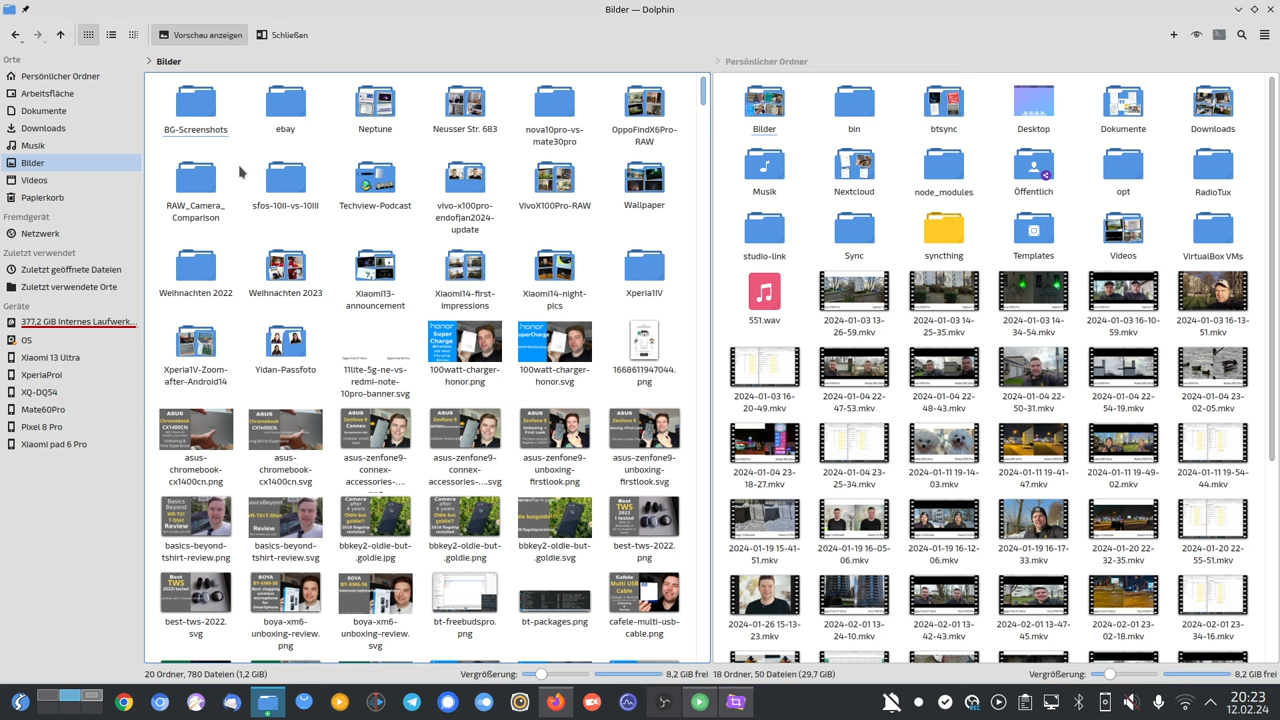 Bilder — Dolphin
Vorschau anzeigen
Schließen
Orte
Persönlicher Ordner
Arbeitsfläche
Dokumente
Downloads
Musik
Bilder
Videos
Papierkorb
Fremdgerät
Netzwerk
Zuletzt verwendet
Zuletzt geöffnete Dateien
Zuletzt verwendete Orte
Geräte
377,2 GiB Internes Laufwerk...
OS
Xiaomi 13 Ultra
XperiaProI
XQ-DQ54
Mate60Pro
Pixel 8 Pro
Xiaomi pad 6 Pro
Bilder
BG-Screenshots
ebay
Neptune
Neusser Str. 683
nova10pro-vs-
mate30pro
OppoFindX6Pro-
RAW
RAW_Camera_
Comparison
sfos-10II-vs-10III
Techview-Podcast
vivo-x100pro-
endofjan2024-
update
VivoX100Pro-RAW
Wallpaper
Weihnachten 2022
Weihnachten 2023
Xiaomi13-
announcement
Xiaomi14-first-
impressions
Xiaomi14-night-
pics
Xperia1IV
Xperia1V-Zoom-
after-Android14
Yidan-Passfoto
11lite-5g-ne-vs-
redmi-note-
10pro-banner.svg
honor
Super
Charge
100watt-charger-
honor.png
100watt-charger-
honor.svg
1668611947044.
png
asus-
chromebook-
cx1400cn.png
asus-
chromebook-
cx1400cn.svg
asus-zenfone9-
connex-
accessories-....
asus-zenfone9-
connex-
accessories-....svg
asus-zenfone9-
unboxing-
firstlook.png
asus-zenfone9-
unboxing-
firstlook.svg
basics-beyond-
tshirt-review.png
basics-beyond-
tshirt-review.svg
bbkey2-oldie-but-
goldie.jpg
bbkey2-oldie-but-
goldie.png
bbkey2-oldie-but-
goldie.svg
best-tws-2022.
png
best-tws-2022.
svg
boya-xm6-
unboxing-review.
png
boya-xm6-
unboxing-review.
svg
bt-freebudspro.
png
bt-packages.png
cafele-multi-usb-
cable.png
20 Ordner, 780 Dateien (1,2 GiB)
Vergrößerung:
8,2 GiB frei
Persönlicher Ordner
Bilder
bin
btsync
Desktop
Dokumente
Downloads
Musik
Nextcloud
node_modules
Öffentlich
opt
RadioTux
studio-link
Sync
syncthing
Templates
Videos
VirtualBox VMs
551.wav
2024-01-03 13-
26-59.mkv
2024-01-03 14-
25-35.mkv
2024-01-03 14-
34-54.mkv
2024-01-03 16-10-
59.mkv
2024-01-03 16-13-
51.mkv
2024-01-03 16-
20-49.mkv
2024-01-04 22-
47-53.mkv
2024-01-04 22-
48-43.mkv
2024-01-04 22-
50-31.mkv
2024-01-04 22-
54-19.mkv
2024-01-04 23-
02-05.mkv
2024-01-04 23-
18-27.mkv
2024-01-04 23-
25-34.mkv
2024-01-11 19-14-
03.mkv
2024-01-11 19-41-
47.mkv
2024-01-11 19-49-
02.mkv
2024-01-11 19-54-
44.mkv
2024-01-19 15-41-
51.mkv
2024-01-19 16-05-
06.mkv
2024-01-19 16-12-
06.mkv
2024-01-19 16-17-
33.mkv
2024-01-20 22-
32-35.mkv
2024-01-20 22-
55-51.mkv
2024-01-26 15-13-
23.mkv
2024-02-01 13-
24-10.mkv
2024-02-01 13-
42-43.mkv
2024-02-01 13-47-
45.mkv
2024-02-01 23-
02-18.mkv
2024-02-01 23-
34-16.mkv
18 Ordner, 50 Dateien (29,7 GiB)
Vergrößerung:
8,2 GiB frei
20:23
12.02.24